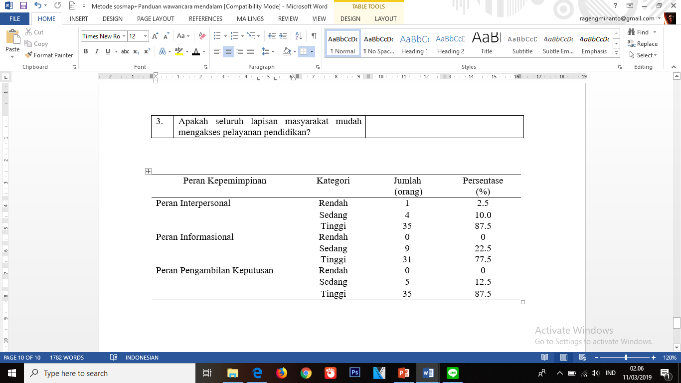 Metode sosmap+Panduan wawancara mendalam [Compatibility Mode] - Microsoft Word
TABLE TOOLS
FILE HOME INSERT DESIGN PAGE LAYOUT REFERENCES MAILINGS REVIEW VIEW DESIGN LAYOUT
ragengminanto@gmail.com
Paste
Cut
Copy
Format Painter
Clipboard
Times New Ro 12
Font
Paragraph
AaBbCcDc AaBbCcDc AaBbCc AaBbCc AaBl AaBbCcC AaBbCcDc AaBbCcDc
¶ 1 Normal ¶ No Spac... Heading 1 Heading 2 Title Subtitle Subtle Em... Emphasis
Styles
Find
Replace
Select
Editing
3. Apakah seluruh lapisan masyarakat mudah
mengakses pelayanan pendidikan?
Peran Kepemimpinan Kategori Jumlah Persentase
(orang) (%)
Peran Interpersonal Rendah 1 2.5
Sedang 4 10.0
Tinggi 35 87.5
Peran Informasional Rendah 0 0
Sedang 9 22.5
Tinggi 31 77.5
Peran Pengambilan Keputusan Rendah 0 0
Sedang 5 12.5
Tinggi 35 87.5
Activate Windows
Go to Settings to activate Windows.
PAGE 10 OF 10 1782 WORDS INDONESIAN 120%
Type here to search
IND
02.06
11/03/2019